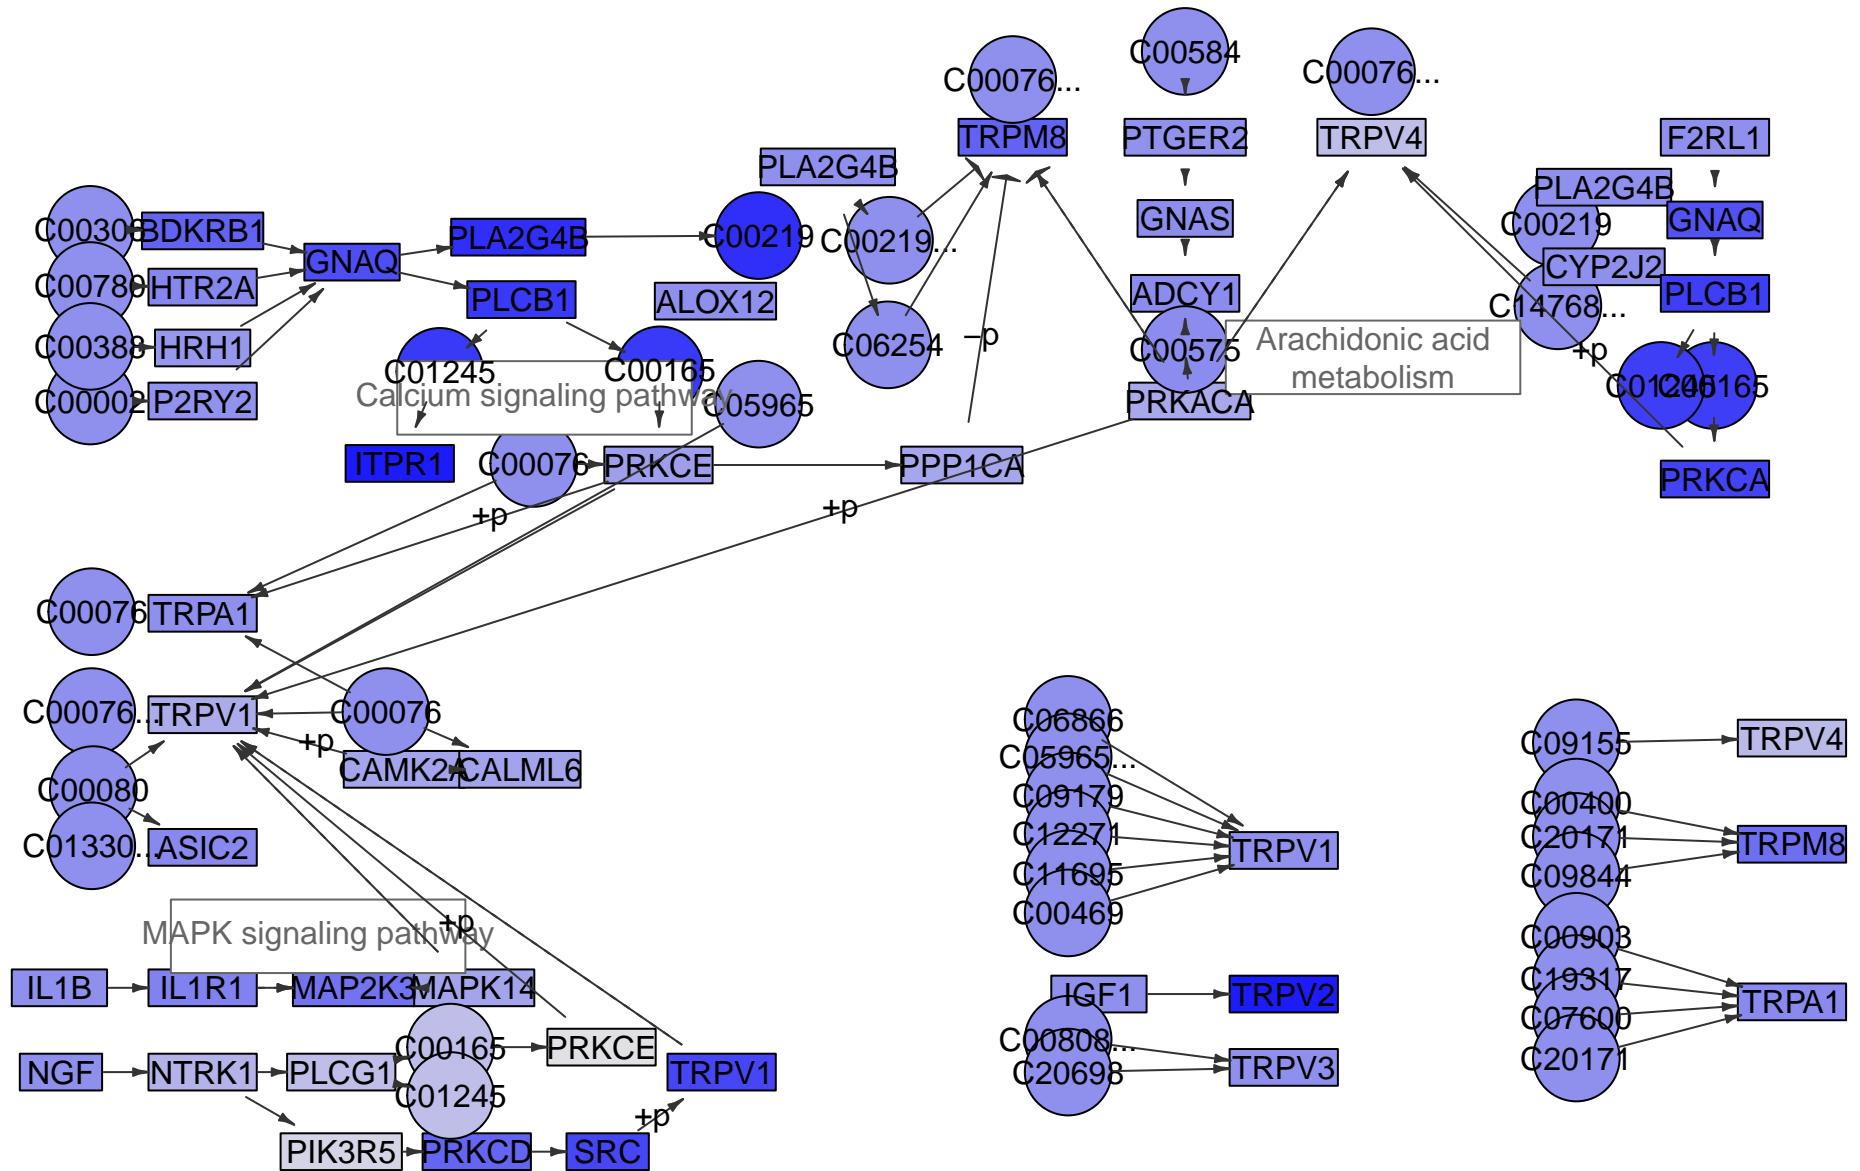 C00584
C00076...
C00076...
TRPM8
PTGER2
TRPV4
F2RL1
PLA2G4B
PLA2G4B
C00219
GNAS
GNAQ
BDKRB1
PLA2G4B
C00219
C00219...
GNAQ
CYP2J2
C00780
HTR2A
PLCB1
ALOX12
ADCY1
PLCB1
C14768...
C00388
HRH1
C06254
–p
C00575
Arachidonic acid
metabolism
+p
C01245
C00165
Calcium signaling pathway
C05965
C00002
P2RY2
PRKACA
C01245
C00165
ITPR1
C00076
PRKCE
PPP1CA
PRKCA
+p
+p
C00076
TRPA1
C00076...
TRPV1
C00076
C06866
C09155
TRPV4
+p
C05965...
CAMK2A
CALML6
C00080
C09179
C00400
C01330...
ASIC2
C12271
TRPV1
C20171
TRPM8
C11695
C09844
C00469
+p
MAPK signaling pathway
C00903
IL1B
IL1R1
MAP2K3
MAPK14
IGF1
TRPV2
C19317
TRPA1
C07600
C00165
PRKCE
C00808...
C20171
NGF
NTRK1
PLCG1
TRPV1
C20698
TRPV3
C01245
+p
PIK3R5
PRKCD
SRC